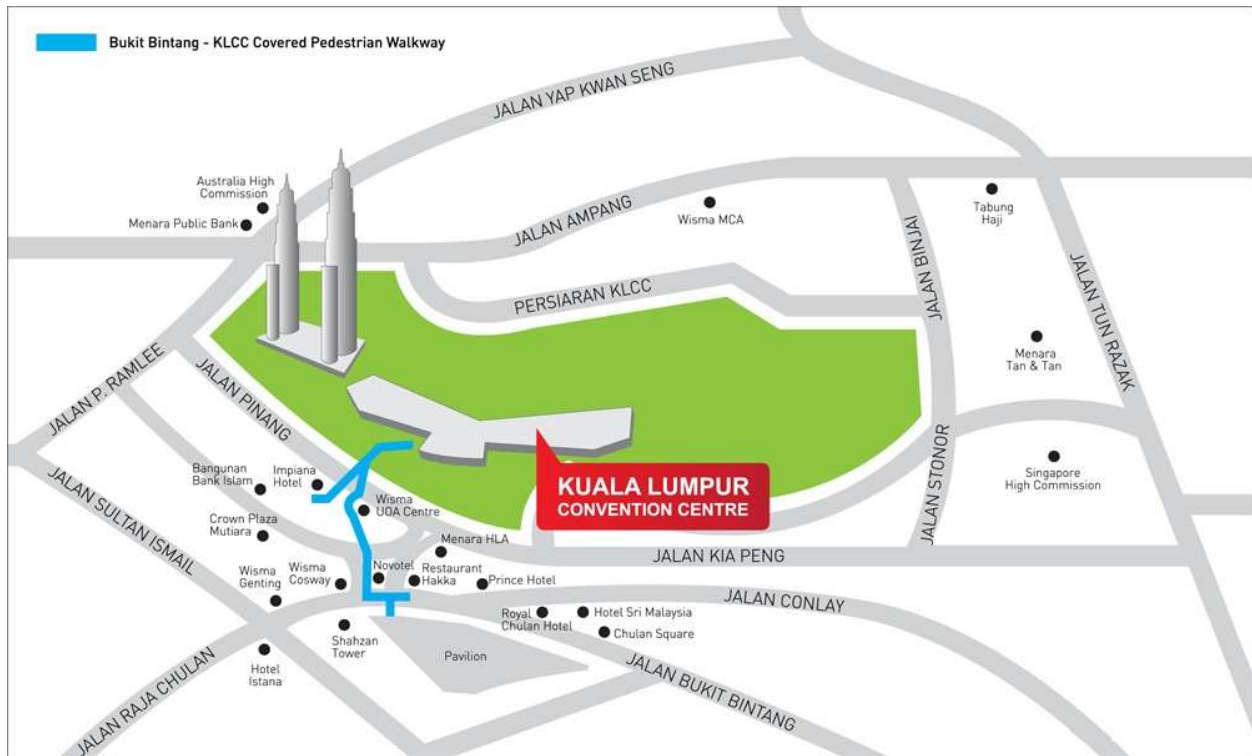 Bukit Bintang - KLCC Covered Pedestrian Walkway
JALAN YAP KWAN SENG
Australia High
Commission
Menara Public Bank
JALAN AMPANG
Wisma MCA
Tabung
Haji
JALAN BINJAI
JALAN TUN RAZAK
PERSIARAN KLCC
JALAN P. RAMLEE
JALAN PINANG
Menara
Tan & Tan
JALAN SULTAN ISMAIL
Bangunan
Bank Islam
Impiana
Hotel
Wisma
UOA Centre
KUALA LUMPUR
CONVENTION CENTRE
JALAN STONOR
Singapore
High Commission
Crown Plaza
Mutiara
Menara HLA
JALAN KIA PENG
Wisma
Genting
Wisma
Cosway
Novotel
Restaurant
Hakka
Prince Hotel
JALAN CONLAY
Royal
Chulan Hotel
Hotel Sri Malaysia
Chulan Square
Shahzan
Tower
Pavilion
Hotel
Istana
JALAN RAJA CHULAN
JALAN BUKIT BINTANG